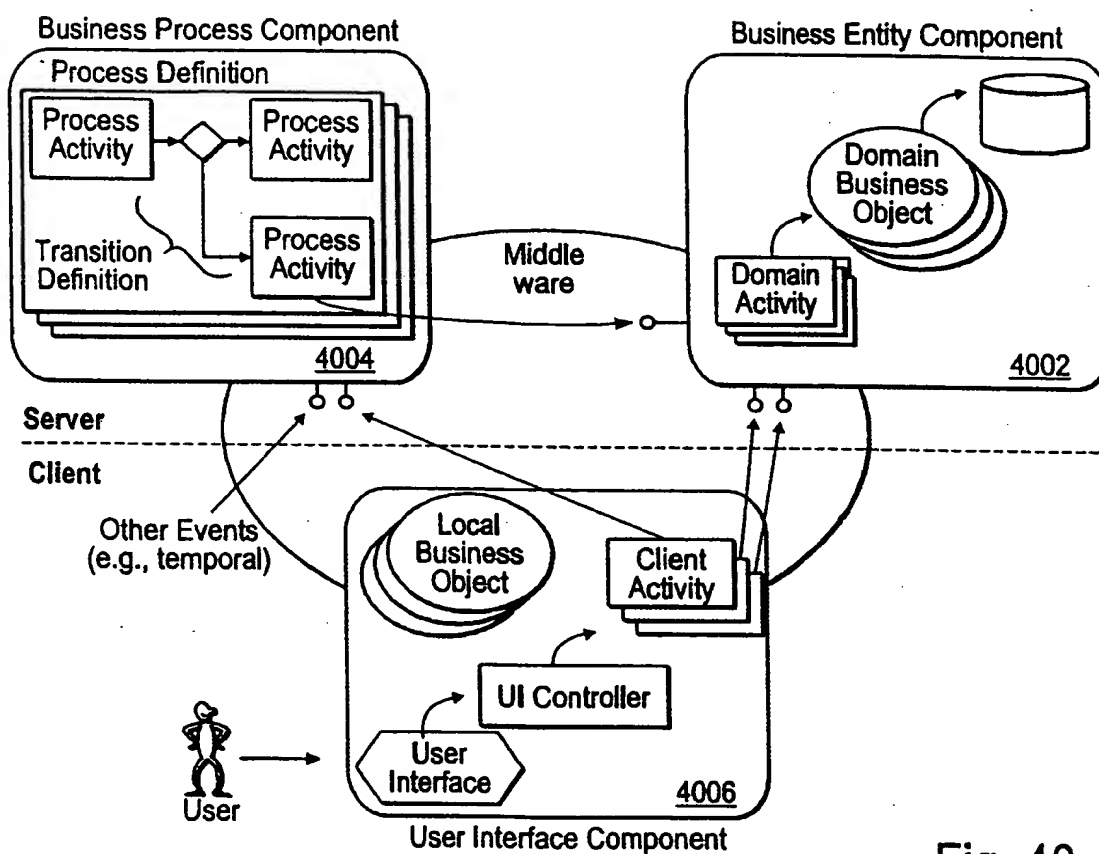 Business Process Component
Business Entity Component
Process Definition
Process
Activity
Process
Activity
Transition
Definition
Process
Activity
4004
Middle
ware
Domain
Business
Object
Domain
Activity
4002
Server
Client
Other Events
(e.g., temporal)
Local
Business
Object
Client
Activity
UI Controller
User
Interface
4006
User
User Interface Component